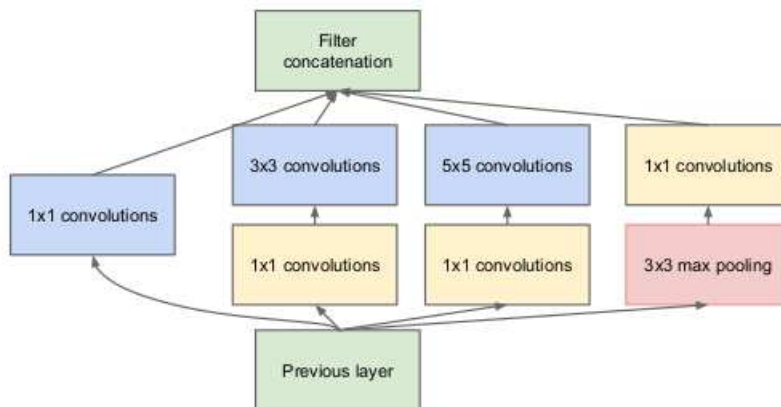 Filter
concatenation
3x3 convolutions
5x5 convolutions
1x1 convolutions
1x1 convolutions
1x1 convolutions
1x1 convolutions
3x3 max pooling
Previous layer